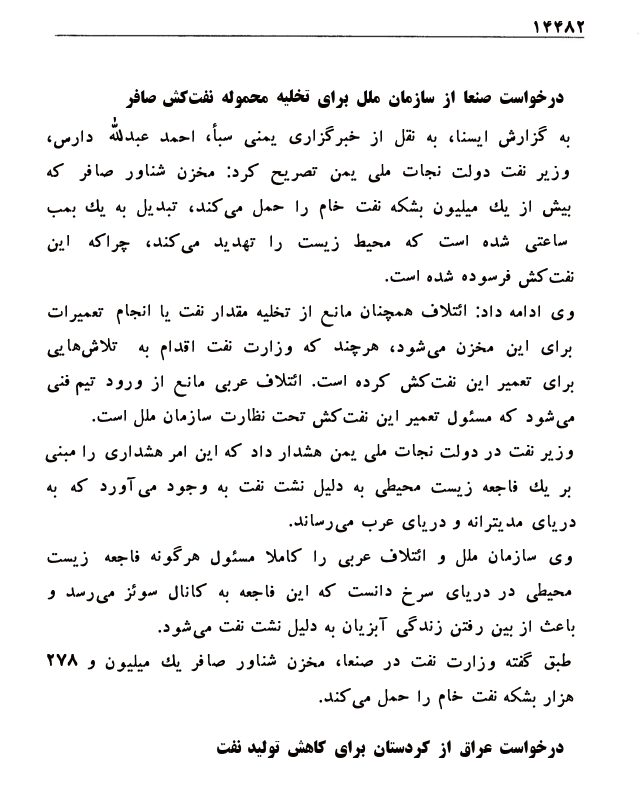 ۱۴۴۸۲
درخواست صنعا از سازمان ملل برای تخلیه محموله نفت‌کش صافر
به گزارش ایسنا، به نقل از خبرگزاری یمنی سبأ، احمد عبدالله دارس،
وزیر نفت دولت نجات ملی یمن تصریح کرد: مخزن شناور صافر که
بیش از یك میلیون بشکه نفت خام را حمل می‌کند، تبدیل به یك بمب
ساعتی شده است که محیط زیست را تهدید می‌کند، چراکه این
نفت‌کش فرسوده شده است.
وی ادامه داد: ائتلاف همچنان مانع از تخلیه مقدار نفت یا انجام تعمیرات
برای این مخزن می‌شود، هرچند که وزارت نفت اقدام به تلاش‌هایی
برای تعمیر این نفت‌کش کرده است. ائتلاف عربی مانع از ورود تیم فنی
می‌شود که مسئول تعمیر این نفت‌کش تحت نظارت سازمان ملل است.
وزیر نفت در دولت نجات ملی یمن هشدار داد که این امر هشداری را مبنی
بر یك فاجعه زیست محیطی به دلیل نشت نفت به وجود می‌آورد که به
دریای مدیترانه و دریای عرب می‌رساند.
وی سازمان ملل و ائتلاف عربی را کاملا مسئول هرگونه فاجعه زیست
محیطی در دریای سرخ دانست که این فاجعه به کانال سوئز می‌رسد و
باعث از بین رفتن زندگی آبزیان به دلیل نشت نفت می‌شود.
طبق گفته وزارت نفت در صنعا، مخزن شناور صافر یك میلیون و ۲۷۸
هزار بشکه نفت خام را حمل می‌کند.
درخواست عراق از کردستان برای کاهش تولید نفت